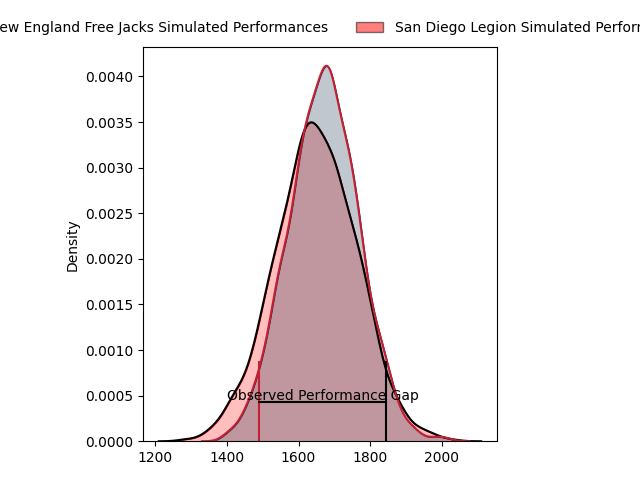 ew England Free Jacks Simulated Performances
San Diego Legion Simulated Perfor
0.0040
0.0035
0.0030
0.0025
0.0020
0.0015
0.0010
0.0005
0.0000
Density
Observed Performance Gap
1200 1400 1600 1800 2000